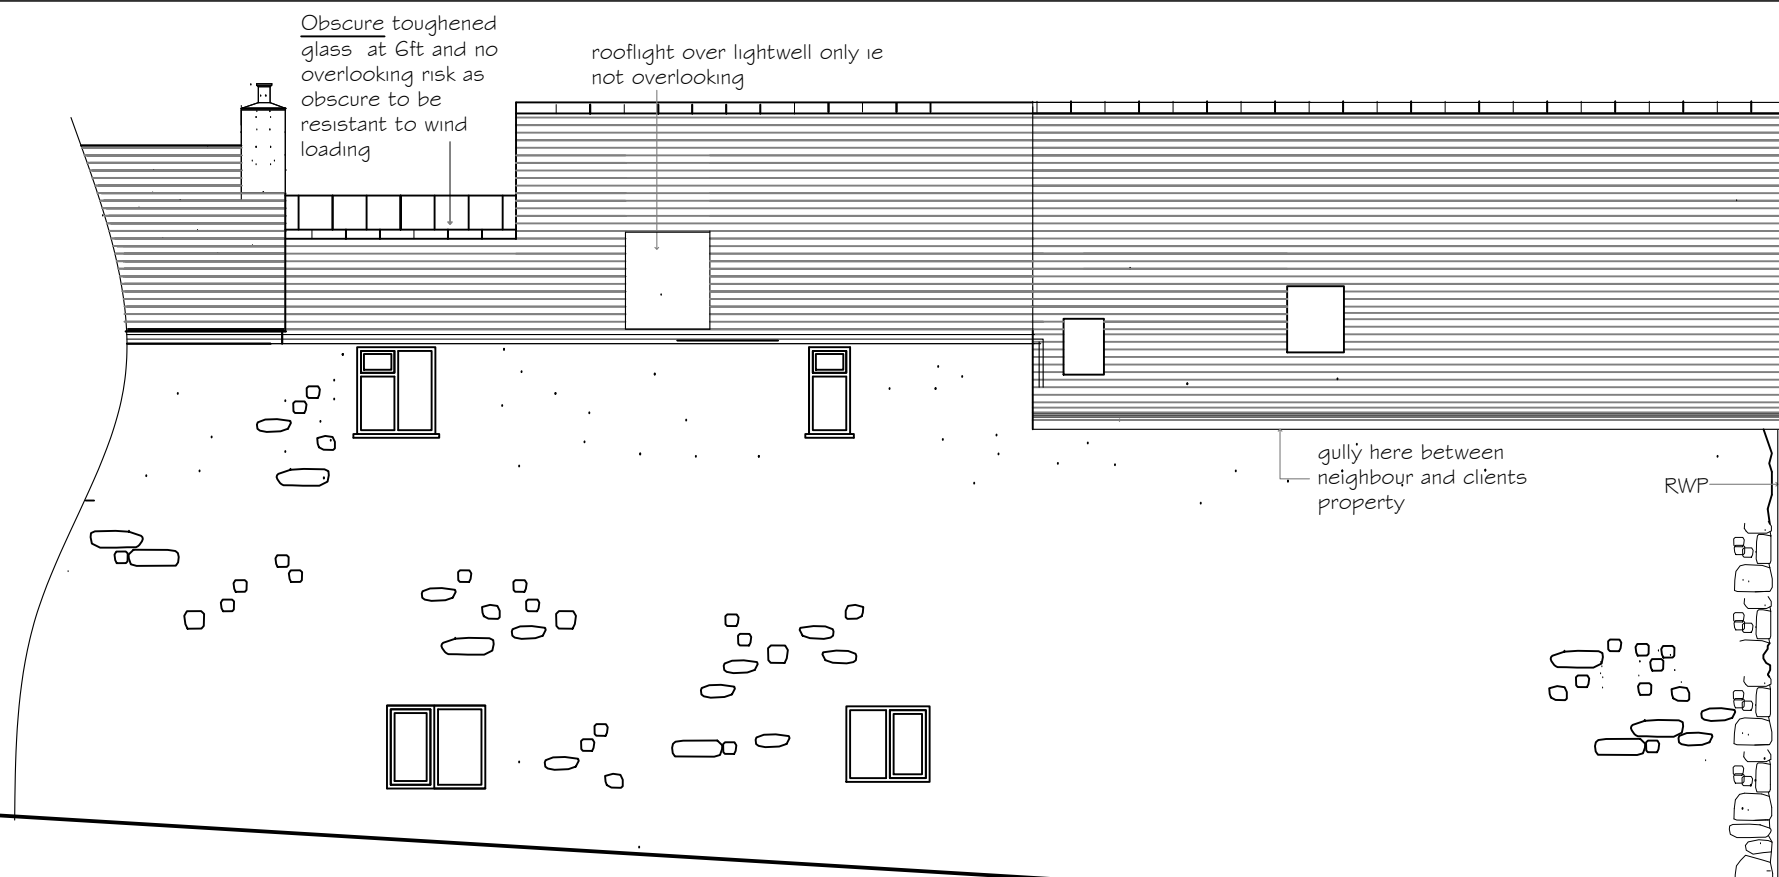 Obscure toughened
glass at 6ft and no
overlooking risk as
obscure to be
resistant to wind
loading
rooflight over lightwell only ie
not overlooking
gully here between
neighbour and clients
property
RWP